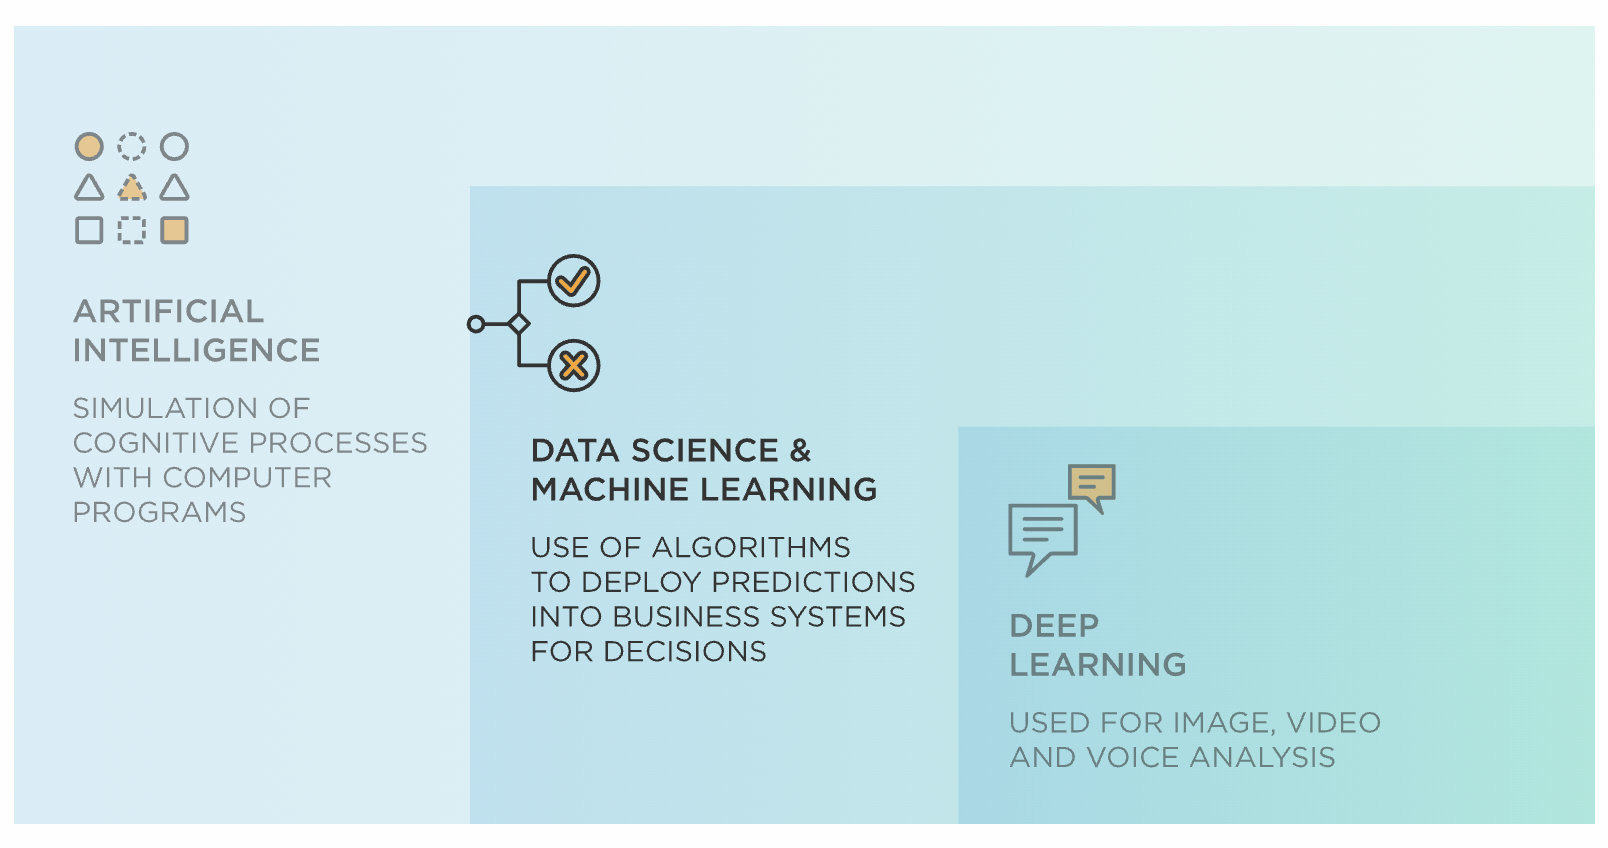 ARTIFICIAL
INTELLIGENCE
SIMULATION OF
COGNITIVE PROCESSES
WITH COMPUTER
PROGRAMS
DATA SCIENCE &
MACHINE LEARNING
USE OF ALGORITHMS
TO DEPLOY PREDICTIONS
INTO BUSINESS SYSTEMS
FOR DECISIONS
DEEP
LEARNING
USED FOR IMAGE, VIDEO
AND VOICE ANALYSIS